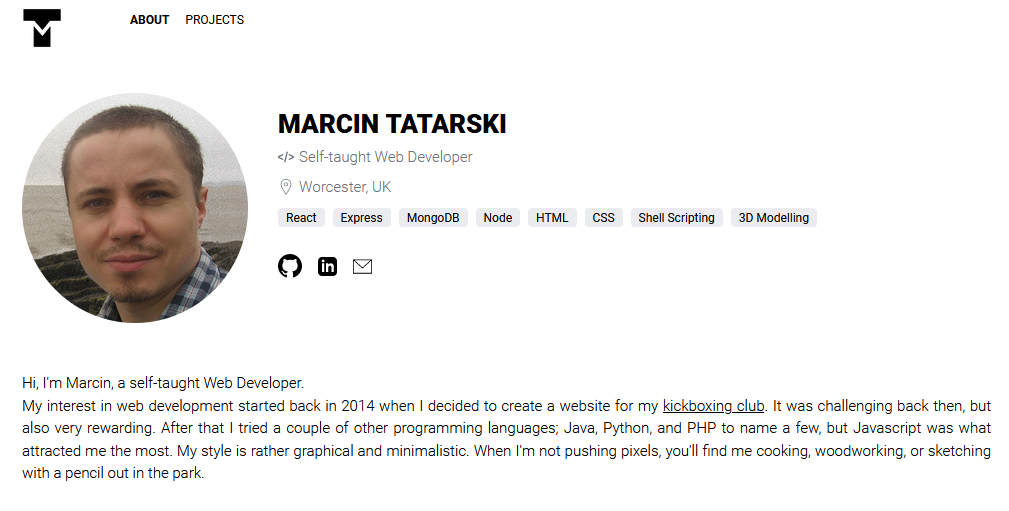 ABOUT PROJECTS
MARCIN TATARSKI
</> Self-taught Web Developer
Worcester, UK
React Express MongoDB Node HTML CSS Shell Scripting 3D Modelling
in
Hi, I'm Marcin, a self-taught Web Developer.
My interest in web development started back in 2014 when I decided to create a website for my kickboxing club. It was challenging back then, but
also very rewarding. After that I tried a couple of other programming languages; Java, Python, and PHP to name a few, but Javascript was what
attracted me the most. My style is rather graphical and minimalistic. When I'm not pushing pixels, you'll find me cooking, woodworking, or sketching
with a pencil out in the park.